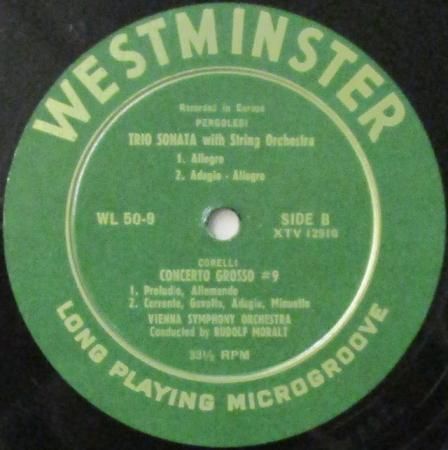 WESTMINSTER
Recorded in Europe
PERGOLESI
TRIO SONATA with String Orchestra
1. Allegro
2. Adagio - Allegro
WL 50-9
SIDE B
XTV 12918
CORELLI
CONCERTO GROSSO #9
1. Preludio, Allemande
2. Corrente, Gavotta, Adagio, Minuetto
VIENNA SYMPHONY ORCHESTRA
Conducted by RUDOLF MORALT
33⅓ RPM
LONG PLAYING MICROGROOVE